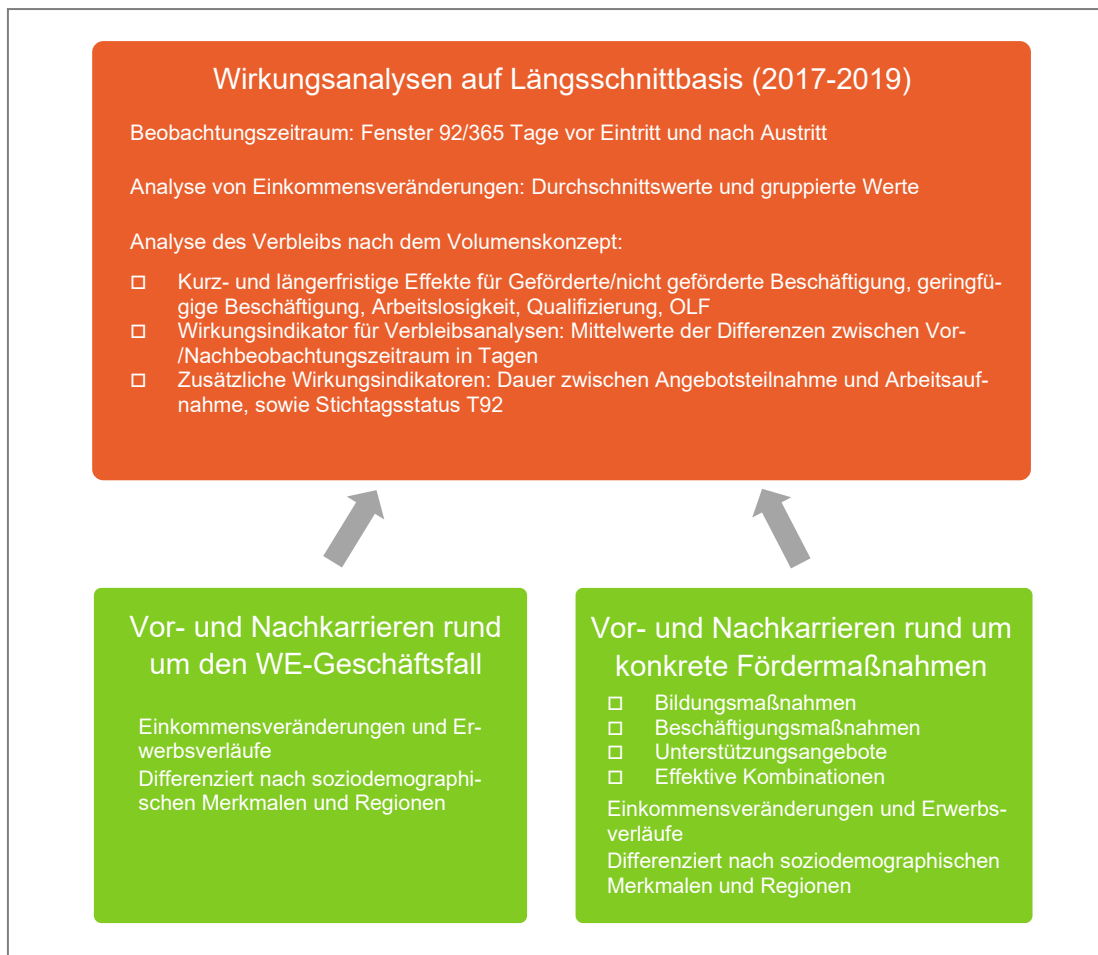 Wirkungsanalysen auf Längsschnittbasis (2017-2019)
Beobachtungszeitraum: Fenster 92/365 Tage vor Eintritt und nach Austritt
Analyse von Einkommensveränderungen: Durchschnittswerte und gruppierte Werte
Analyse des Verbleibs nach dem Volumenskonzept:
Kurz- und längerfristige Effekte für Geförderte/nicht geförderte Beschäftigung, geringfü-
gige Beschäftigung, Arbeitslosigkeit, Qualifizierung, OLF
Wirkungsindikator für Verbleibsanalysen: Mittelwerte der Differenzen zwischen Vor-
/Nachbeobachtungszeitraum in Tagen
Zusätzliche Wirkungsindikatoren: Dauer zwischen Angebotsteilnahme und Arbeitsauf-
nahme, sowie Stichtagsstatus T92
Vor- und Nachkarrieren rund
um den WE-Geschäftsfall
Einkommensveränderungen und Er-
werbsverläufe
Differenziert nach soziodemographi-
schen Merkmalen und Regionen
Vor- und Nachkarrieren rund um
konkrete Fördermaßnahmen
Bildungsmaßnahmen
Beschäftigungsmaßnahmen
Unterstützungsangebote
Effektive Kombinationen
Einkommensveränderungen und Erwerbs-
verläufe
Differenziert nach soziodemographischen
Merkmalen und Regionen